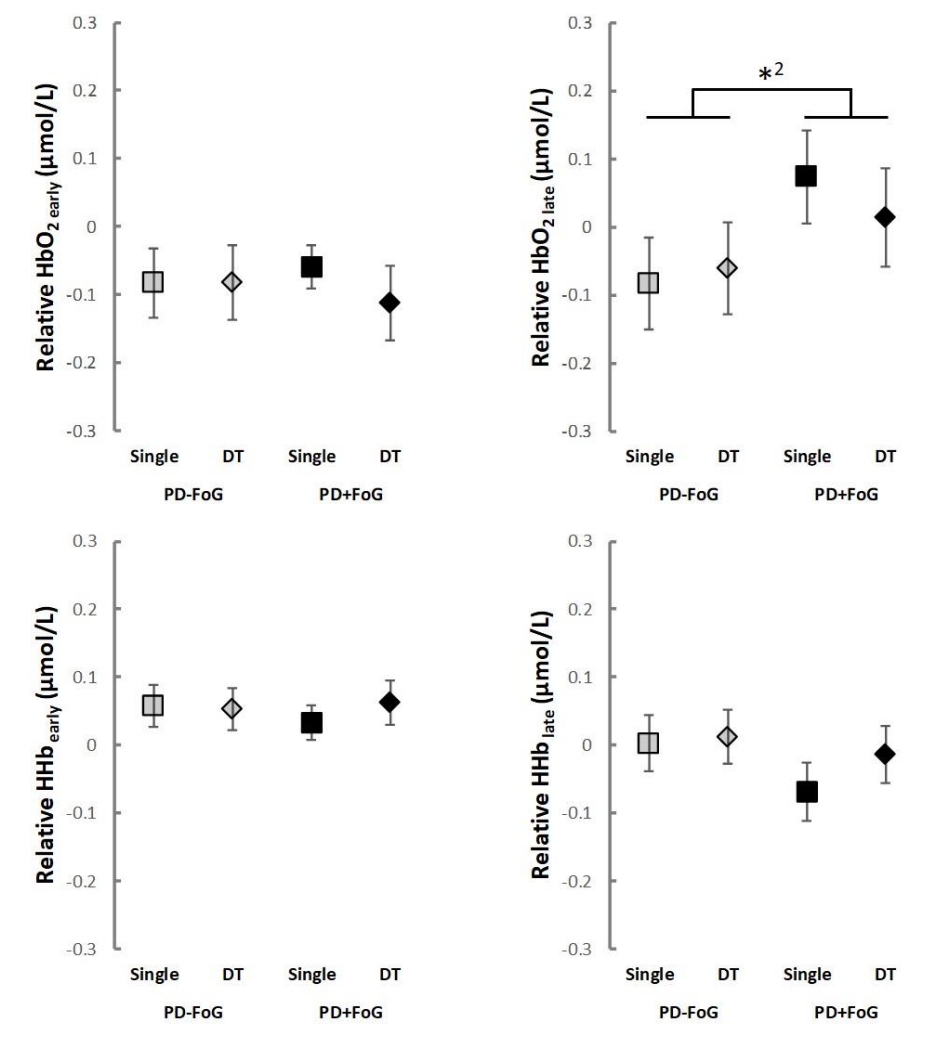 0.3
0.2
0.1
0
-0.1
-0.2
-0.3
Relative HbO2 early (µmol/L)
Single DT Single DT
PD-FoG PD+FoG
0.3
0.2
0.1
0
-0.1
-0.2
-0.3
Relative HbO2 late (µmol/L)
*2
Single DT Single DT
PD-FoG PD+FoG
0.3
0.2
0.1
0
-0.1
-0.2
-0.3
Relative HHb early (µmol/L)
Single DT Single DT
PD-FoG PD+FoG
0.3
0.2
0.1
0
-0.1
-0.2
-0.3
Relative HHb late (µmol/L)
Single DT Single DT
PD-FoG PD+FoG